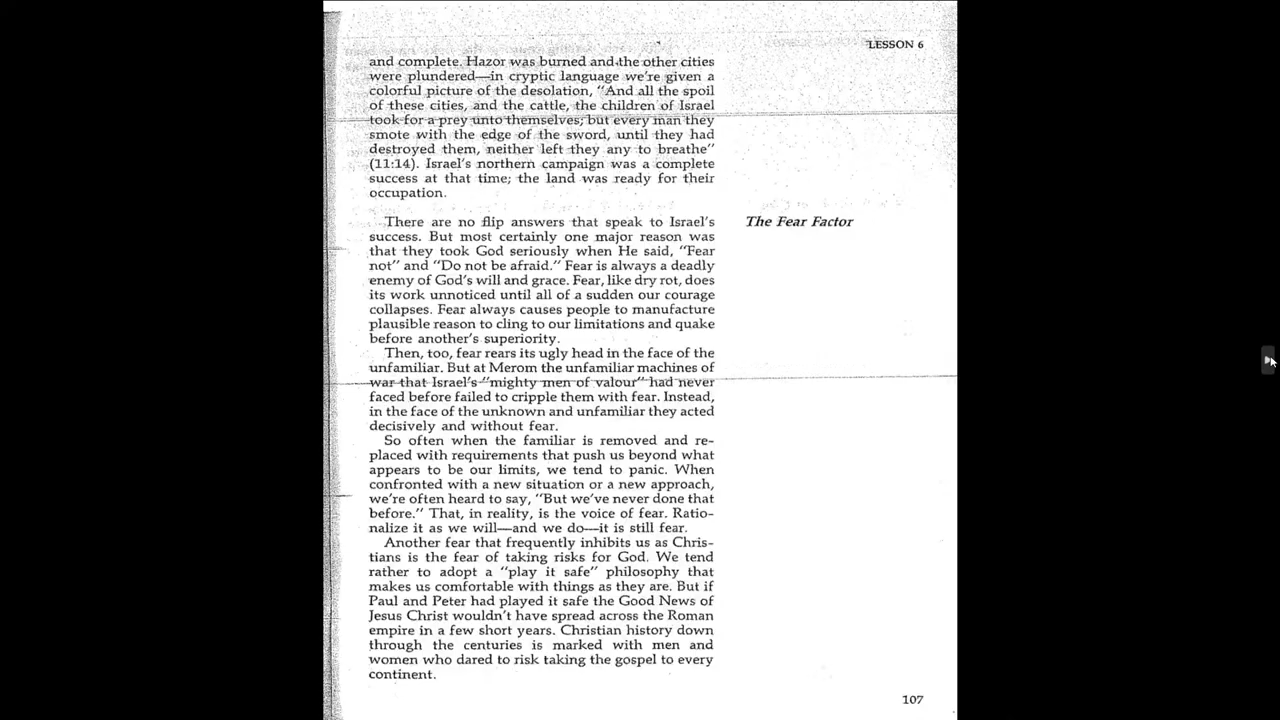 LESSON 6
and complete. Hazor was burned and the other cities
were plundered—in cryptic language we're given a
colorful picture of the desolation, "And all the spoil
of these cities, and the cattle, the children of Israel
took for a prey unto themselves; but every man they
smote with the edge of the sword, until they had
destroyed them, neither left they any to breathe"
(11:14). Israel's northern campaign was a complete
success at that time; the land was ready for their
occupation.
There are no flip answers that speak to Israel's
The Fear Factor
success. But most certainly one major reason was
that they took God seriously when He said, "Fear
not" and "Do not be afraid." Fear is always a deadly
enemy of God's will and grace. Fear, like dry rot, does
its work unnoticed until all of a sudden our courage
collapses. Fear always causes people to manufacture
plausible reason to cling to our limitations and quake
before another's superiority.
Then, too, fear rears its ugly head in the face of the
unfamiliar. But at Merom the unfamiliar machines of
war that Israel's "mighty men of valour" had never
faced before failed to cripple them with fear. Instead,
in the face of the unknown and unfamiliar they acted
decisively and without fear.
So often when the familiar is removed and re-
placed with requirements that push us beyond what
appears to be our limits, we tend to panic. When
confronted with a new situation or a new approach,
we're often heard to say, "But we've never done that
before." That, in reality, is the voice of fear. Ratio-
nalize it as we will—and we do—it is still fear.
Another fear that frequently inhibits us as Chris-
tians is the fear of taking risks for God. We tend
rather to adopt a "play it safe" philosophy that
makes us comfortable with things as they are. But if
Paul and Peter had played it safe the Good News of
Jesus Christ wouldn't have spread across the Roman
empire in a few short years. Christian history down
through the centuries is marked with men and
women who dared to risk taking the gospel to every
continent.
107